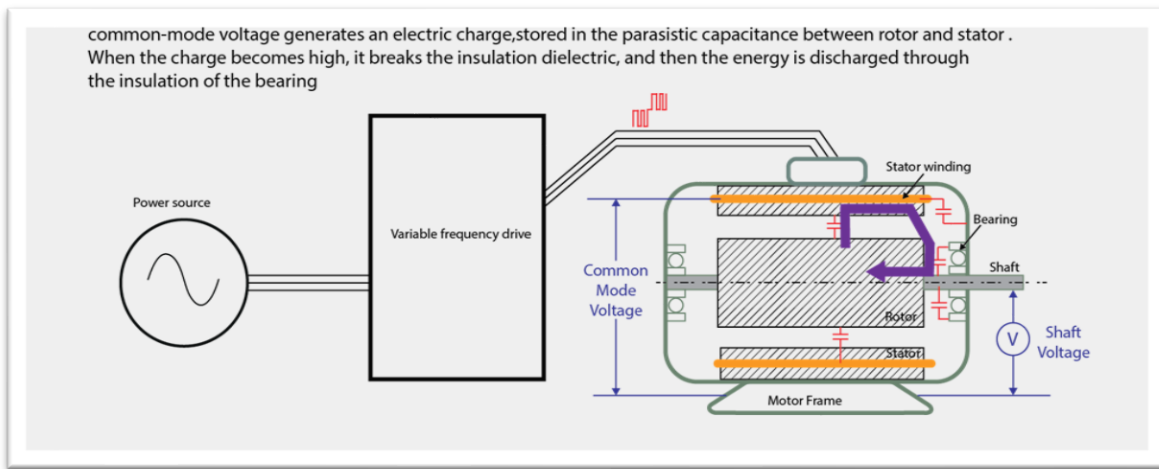 common-mode voltage generates an electric charge,stored in the parasistic capacitance between rotor and stator .
When the charge becomes high, it breaks the insulation dielectric, and then the energy is discharged through
the insulation of the bearing
Power source
Variable frequency drive
Stator winding
Bearing
Shaft
Common
Mode
Voltage
Rotor
Stator
V
Shaft
Voltage
Motor Frame